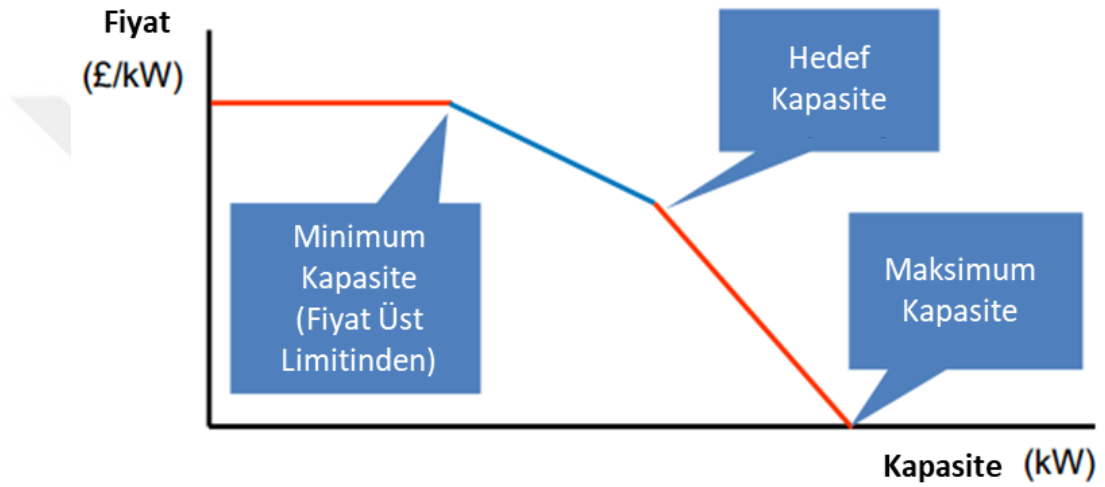 Fiyat
(£/kW)
Hedef
Kapasite
Minimum
Kapasite
(Fiyat Üst
Limitinden)
Maksimum
Kapasite
Kapasite (kW)